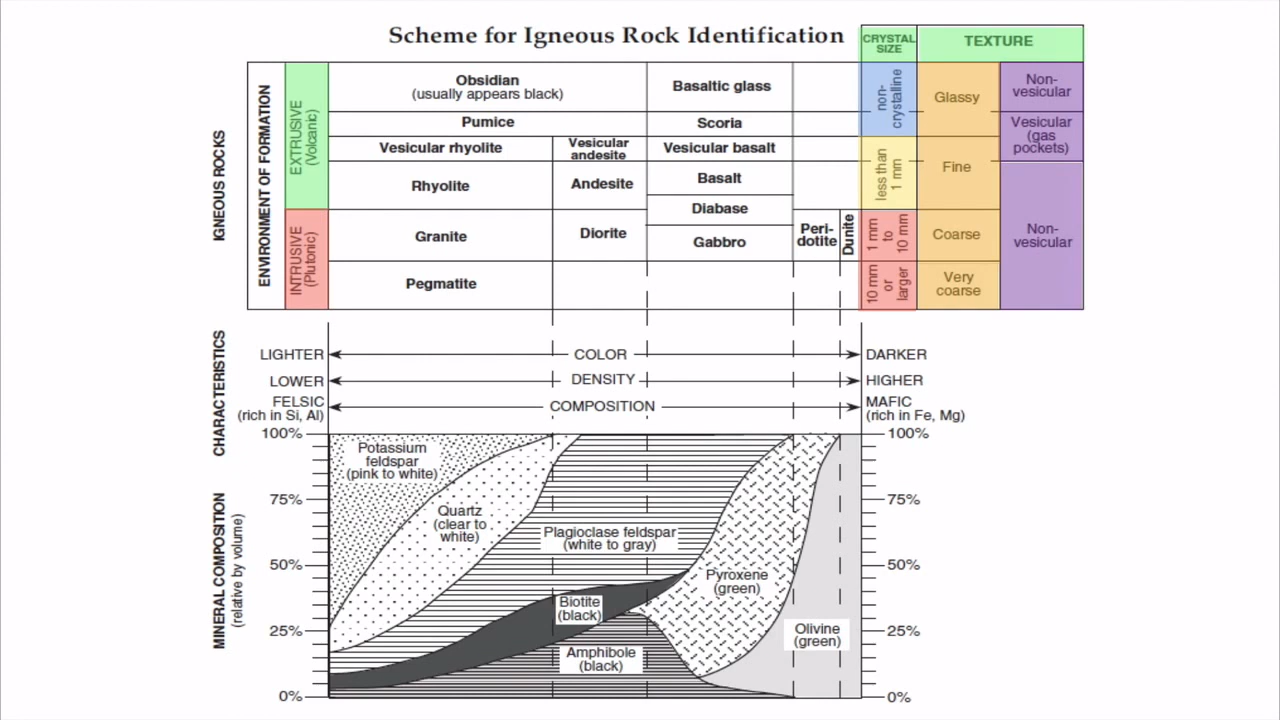 Scheme for Igneous Rock Identification
CRYSTAL
SIZE
TEXTURE
IGNEOUS ROCKS
ENVIRONMENT OF FORMATION
EXTRUSIVE
(Volcanic)
Obsidian
(usually appears black)
Basaltic glass
non-
crystalline
Glassy
Non-
vesicular
Pumice
Scoria
Vesicular
(gas
pockets)
Vesicular rhyolite
Vesicular
andesite
Vesicular basalt
less than
1 mm
Fine
Rhyolite
Andesite
Basalt
Diabase
INTRUSIVE
(Plutonic)
Granite
Diorite
Gabbro
Peri-
dotite
Dunite
1 mm
to
10 mm
Coarse
Non-
vesicular
Pegmatite
10 mm
or
larger
Very
coarse
CHARACTERISTICS
LIGHTER
COLOR
DARKER
LOWER
DENSITY
HIGHER
FELSIC
(rich in Si, Al)
COMPOSITION
MAFIC
(rich in Fe, Mg)
MINERAL COMPOSITION
(relative by volume)
100%
75%
50%
25%
0%
Potassium
feldspar
(pink to white)
Quartz
(clear to
white)
Plagioclase feldspar
(white to gray)
Biotite
(black)
Amphibole
(black)
Pyroxene
(green)
Olivine
(green)
100%
75%
50%
25%
0%